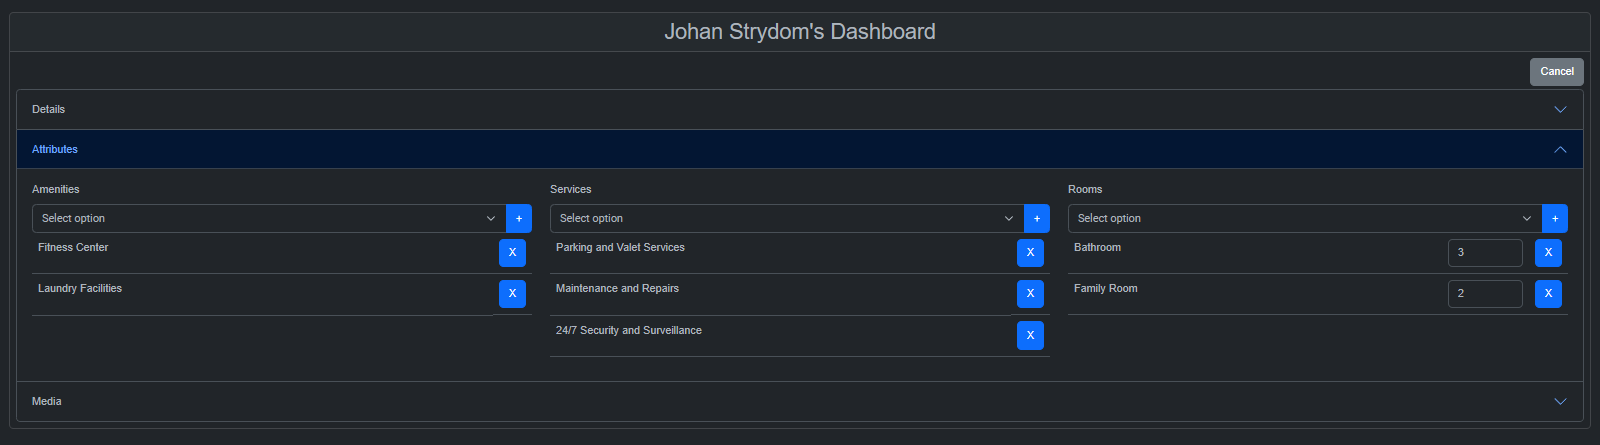 Johan Strydom's Dashboard
Cancel
Details
Attributes
Amenities
Select option
+
Fitness Center
X
Laundry Facilities
X
Services
Select option
+
Parking and Valet Services
X
Maintenance and Repairs
X
24/7 Security and Surveillance
X
Rooms
Select option
+
Bathroom
3
X
Family Room
2
X
Media